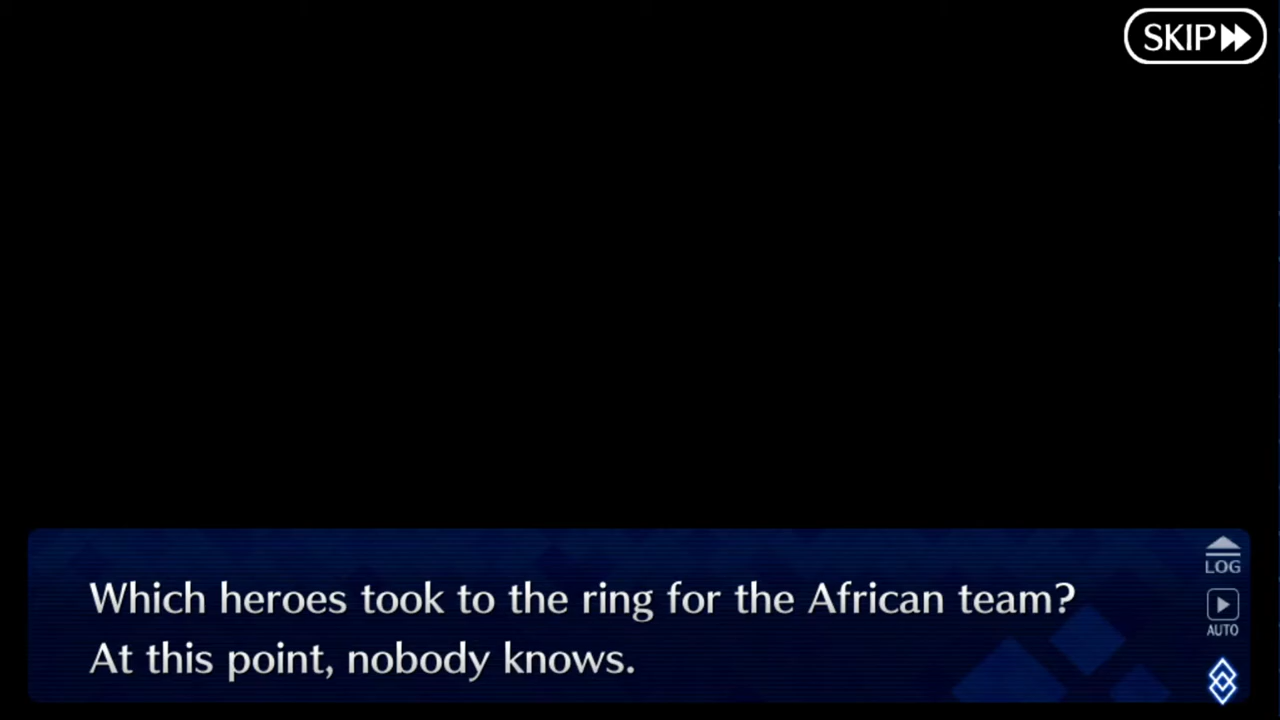 SKIP
Which heroes took to the ring for the African team?
At this point, nobody knows.
LOG
AUTO